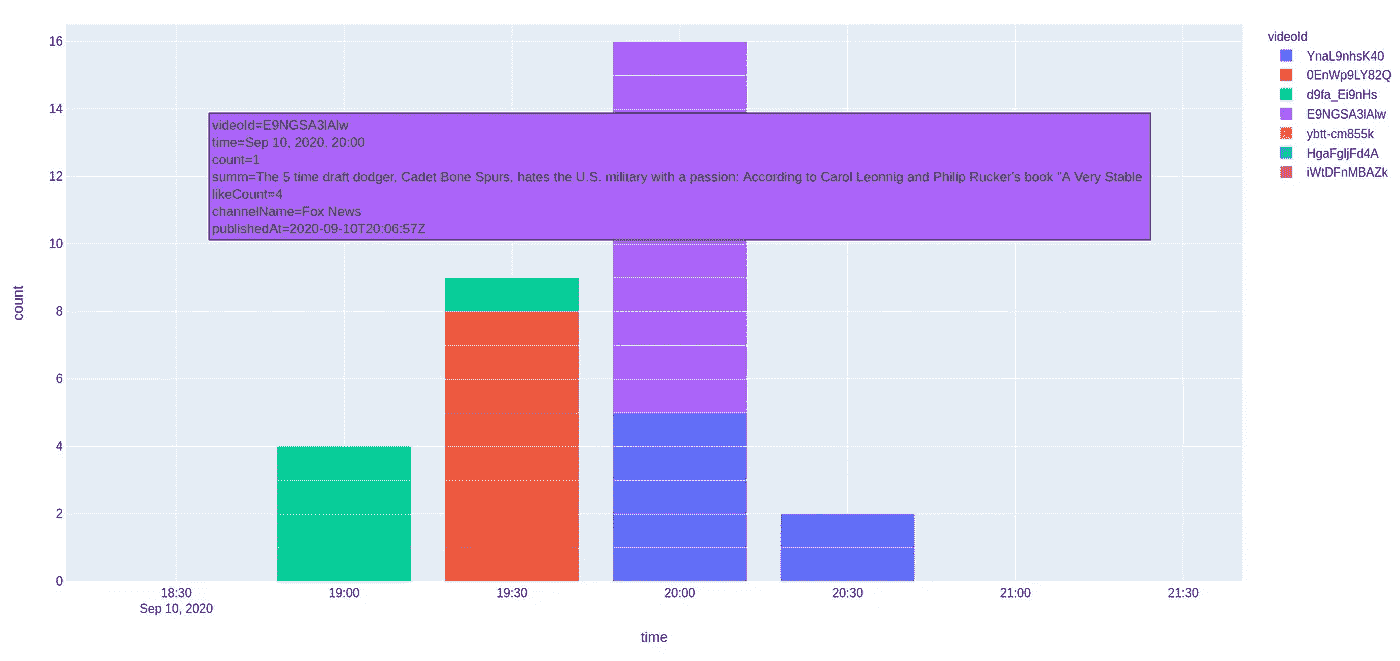 16
14
12
10
8
6
4
2
0
count
videoId=E9NGSA3lAlw
time=Sep 10, 2020, 20:00
count=1
summ=The 5 time draft dodger, Cadet Bone Spurs, hates the U.S. military with a passion: According to Carol Leonnig and Philip Rucker's book "A Very Stable
likeCount=4
channelName=Fox News
publishedAt=2020-09-10T20:06:57Z
18:30
Sep 10, 2020
19:00
19:30
20:00
20:30
21:00
21:30
time
videoId
YnaL9nhsK40
0EnWp9LY82Q
d9fa_Ei9nHs
E9NGSA3lAlw
ybtt-cm855k
HgaFgljFd4A
iWtDFnMBAZk